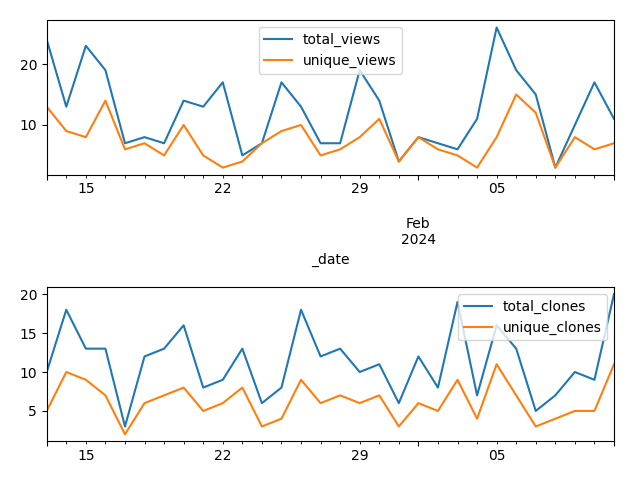 total_views
unique_views
20
10
15 22 29 05
Feb
2024
_date
total_clones
unique_clones
20
15
10
5
15 22 29 05